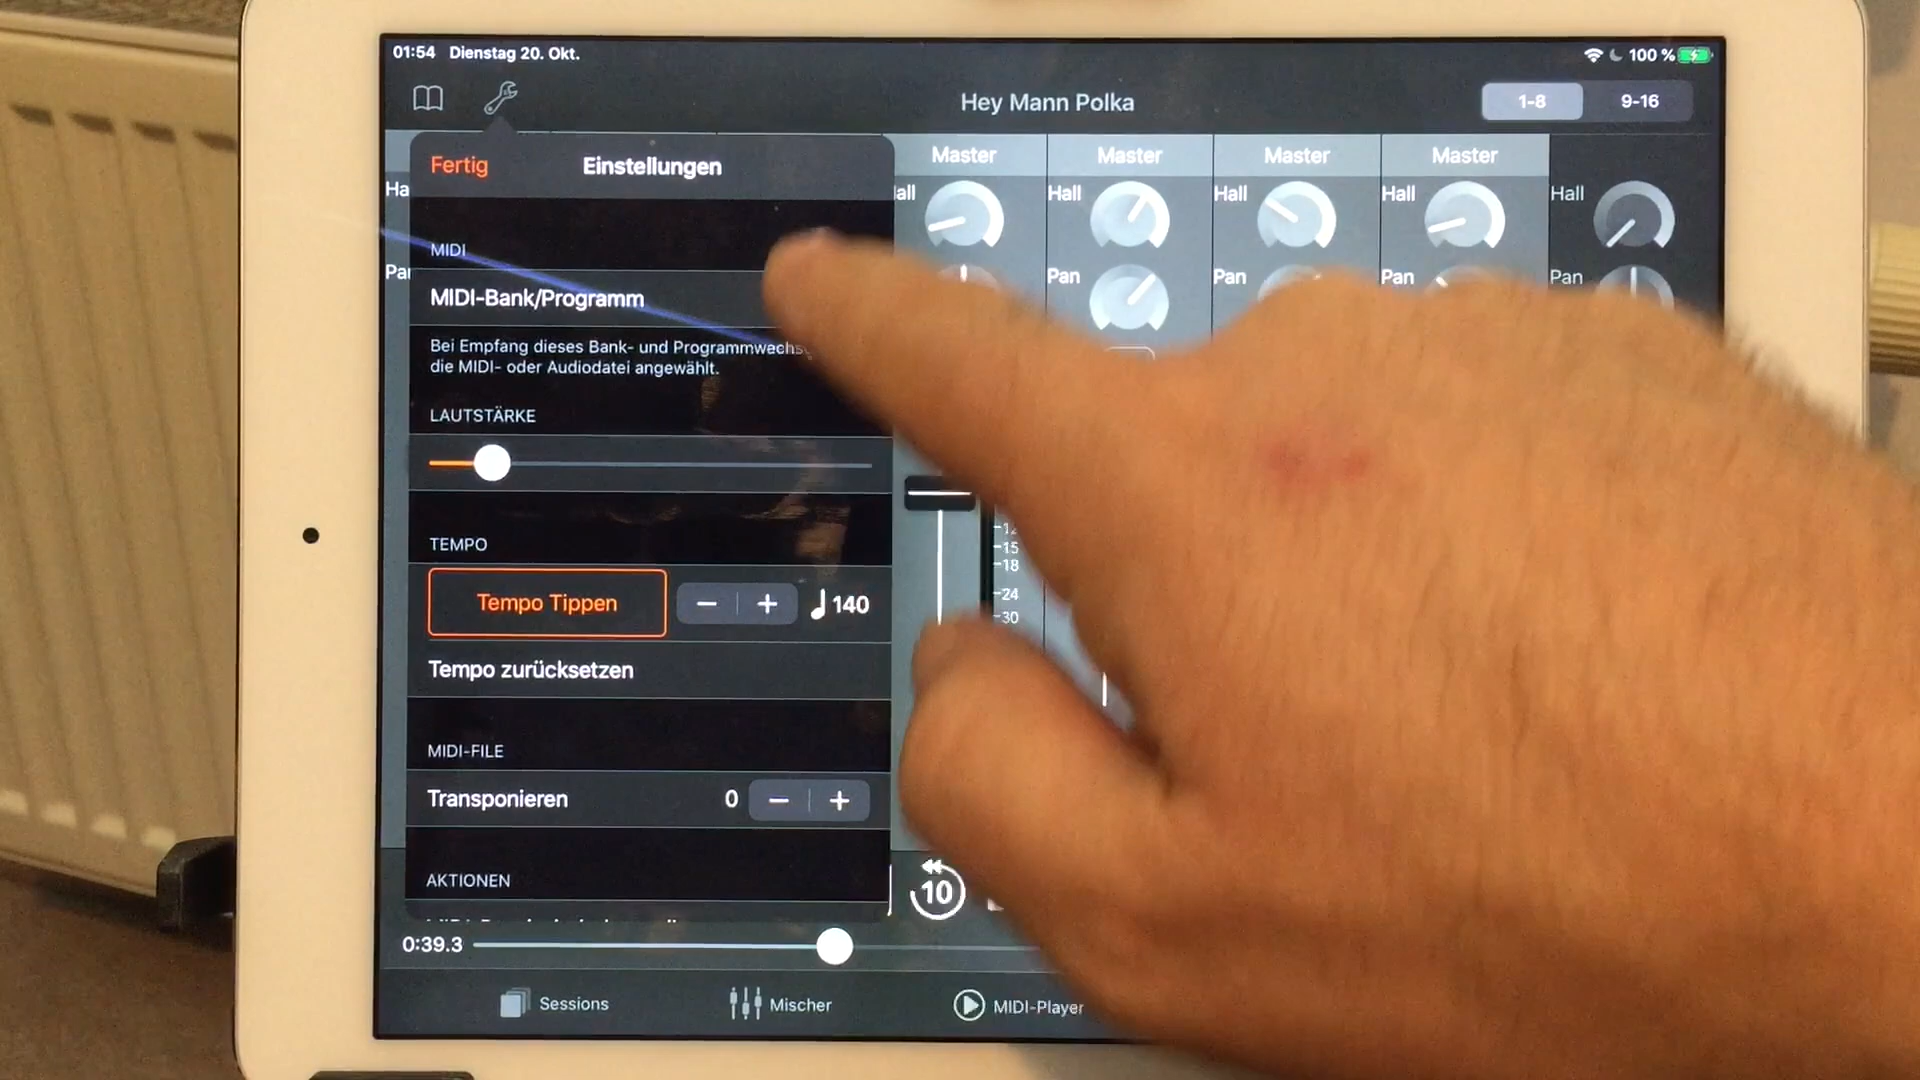 01:54 Dienstag 20. Okt.
100 %
Hey Mann Polka
1-8 9-16
Fertig Einstellungen
Master Master Master Master
Hall Hall Hall Hall
Pan Pan Pan
MIDI
MIDI-Bank/Programm
Bei Empfang dieses Bank- und
die MIDI- oder Audiodatei angewählt.
LAUTSTÄRKE
TEMPO
Tempo Tippen − + 140
Tempo zurücksetzen
-12
-15
-18
-24
-30
MIDI-FILE
Transponieren 0 − +
AKTIONEN
10
0:39.3
Sessions Mischer MIDI-Player